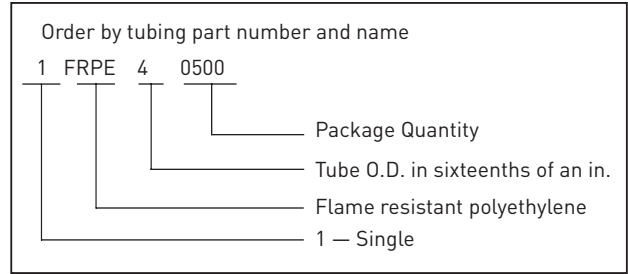 Order by tubing part number and name
1 FRPE 4 0500
Package Quantity
Tube O.D. in sixteenths of an in.
Flame resistant polyethylene
1 — Single